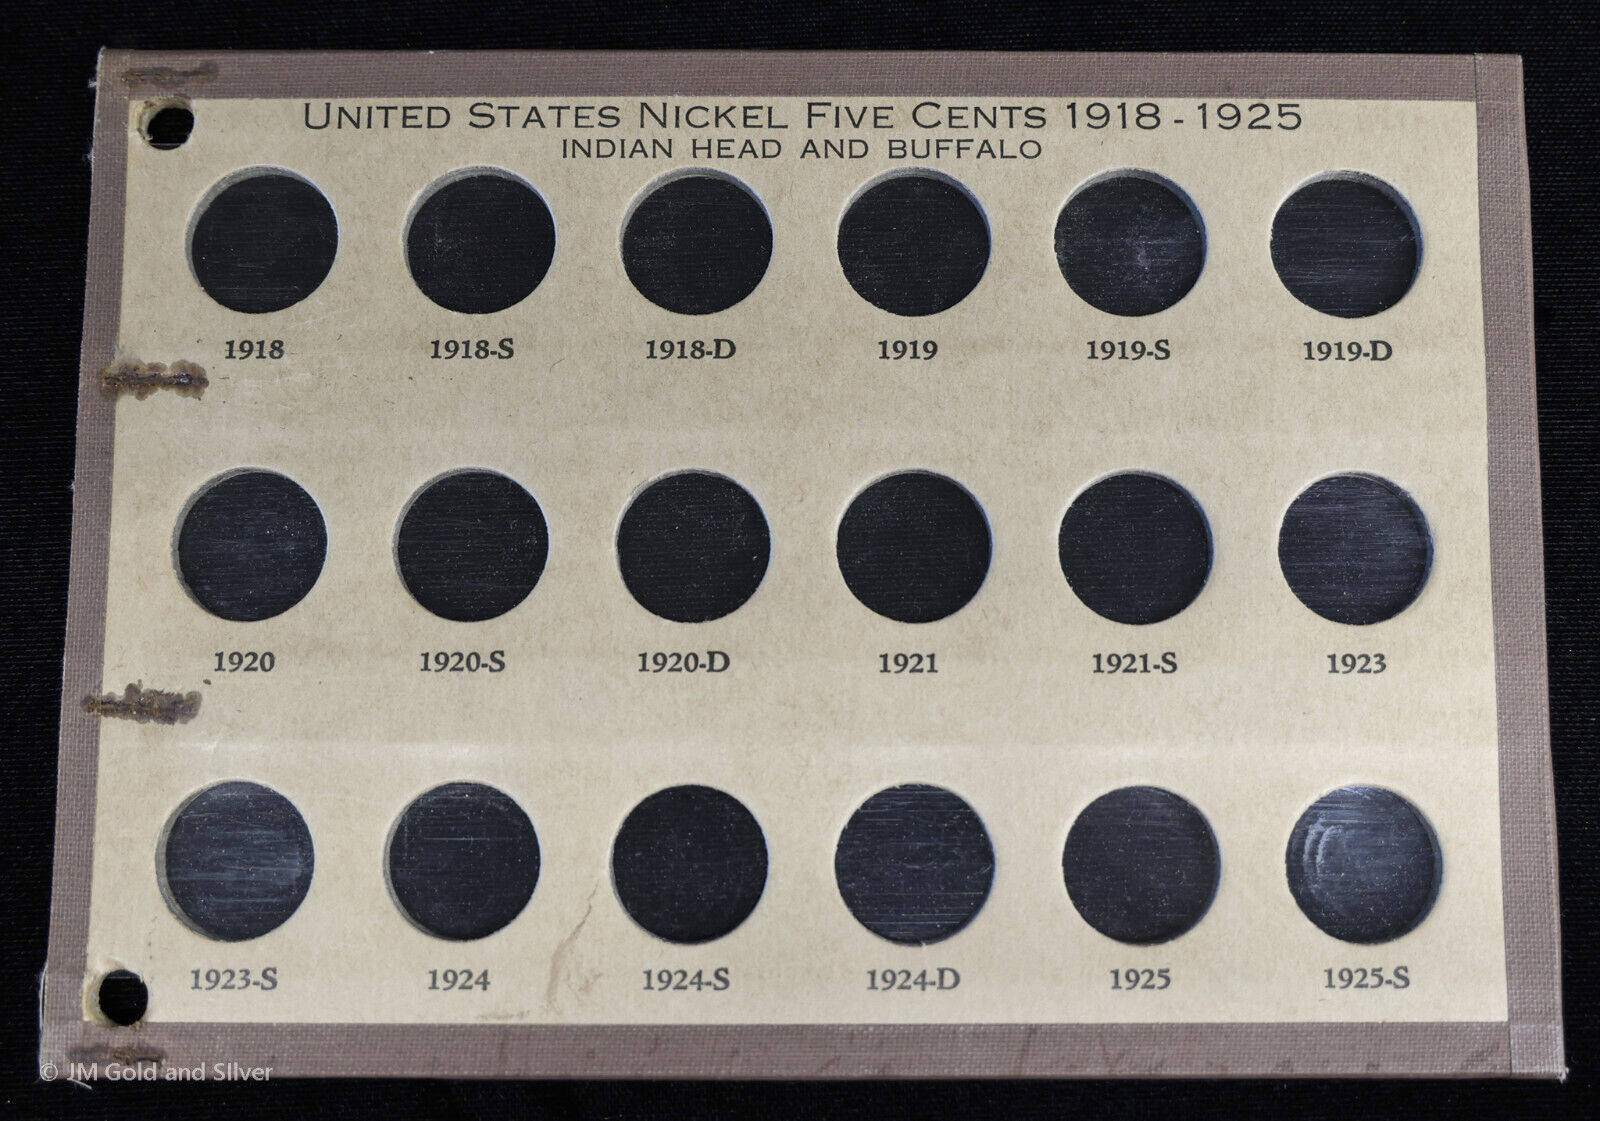 UNITED STATES NICKEL FIVE CENTS 1918 - 1925
INDIAN HEAD AND BUFFALO
1918 1918-S 1918-D 1919 1919-S 1919-D
1920 1920-S 1920-D 1921 1921-S 1923
1923-S 1924 1924-S 1924-D 1925 1925-S
© JM Gold and Silver